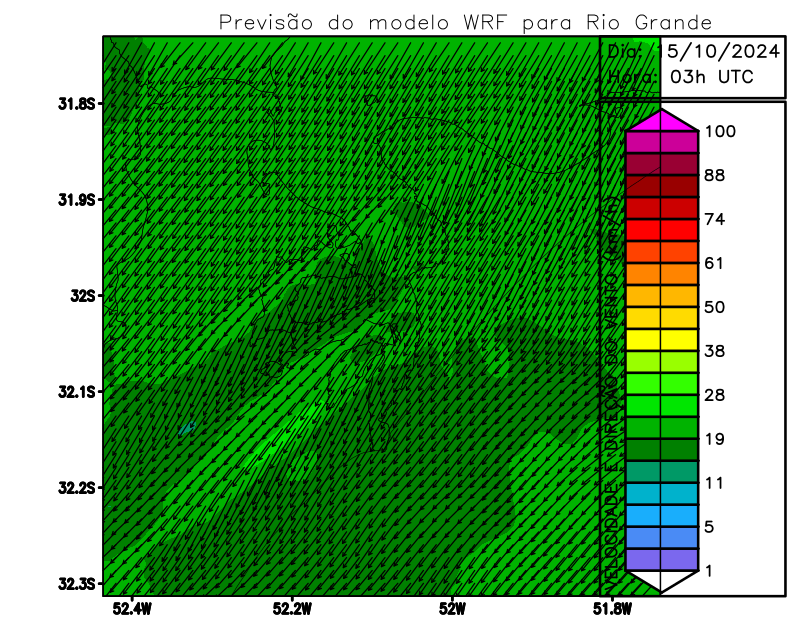 Previsão do modelo WRF para Rio Grande
Dia: 15/10/2024
Hora: 03h UTC
31.8S
31.9S
32S
32.1S
32.2S
32.3S
52.4W
52.2W
52W
51.8W
VELOCIDADE E DIREÇÃO DO VENTO
100
88
74
61
50
38
28
19
11
5
1